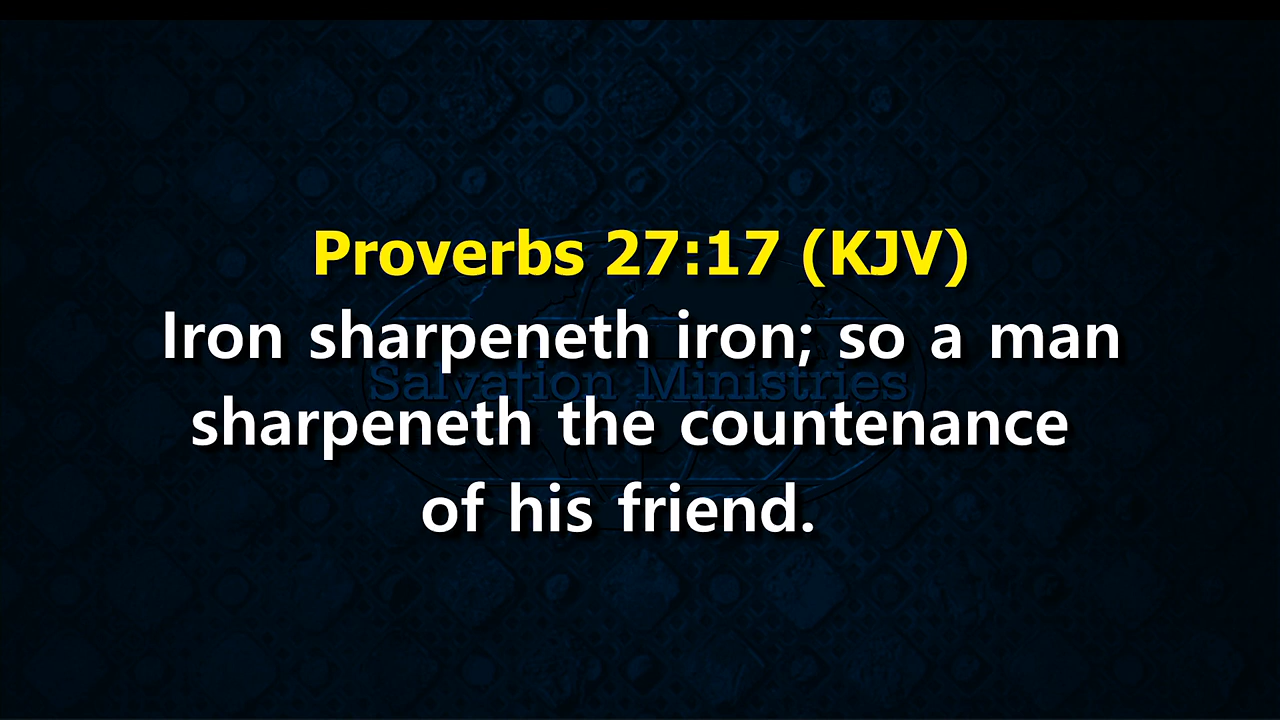 Proverbs 27:17 (KJV)
Iron sharpeneth iron; so a man
Salvation Ministries
sharpeneth the countenance
of his friend.